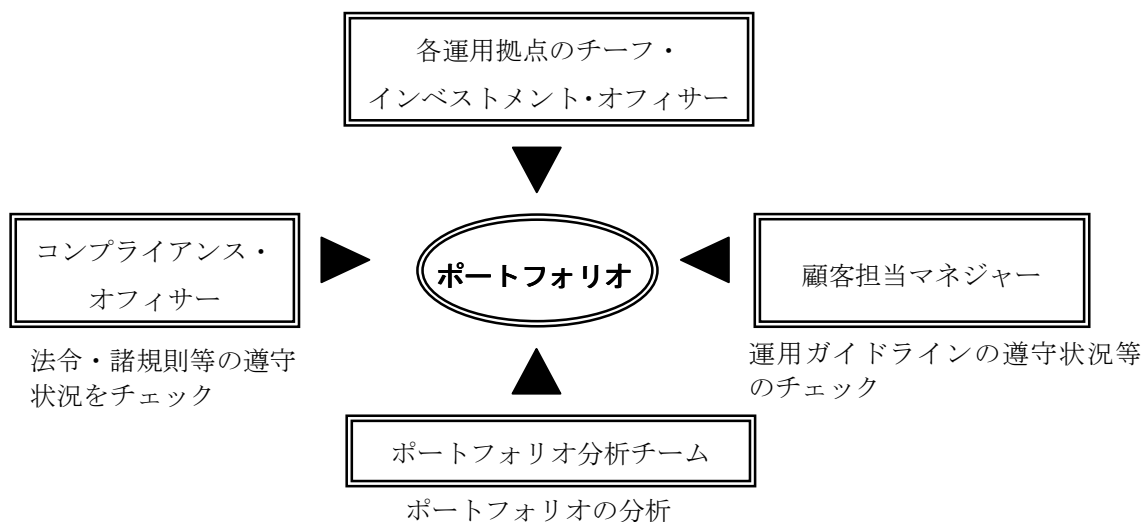 各運用拠点のチーフ・
インベストメント・オフィサー
コンプライアンス・
オフィサー
法令・諸規則等の遵守
状況をチェック
ポートフォリオ
顧客担当マネジャー
運用ガイドラインの遵守状況等
のチェック
ポートフォリオ分析チーム
ポートフォリオの分析